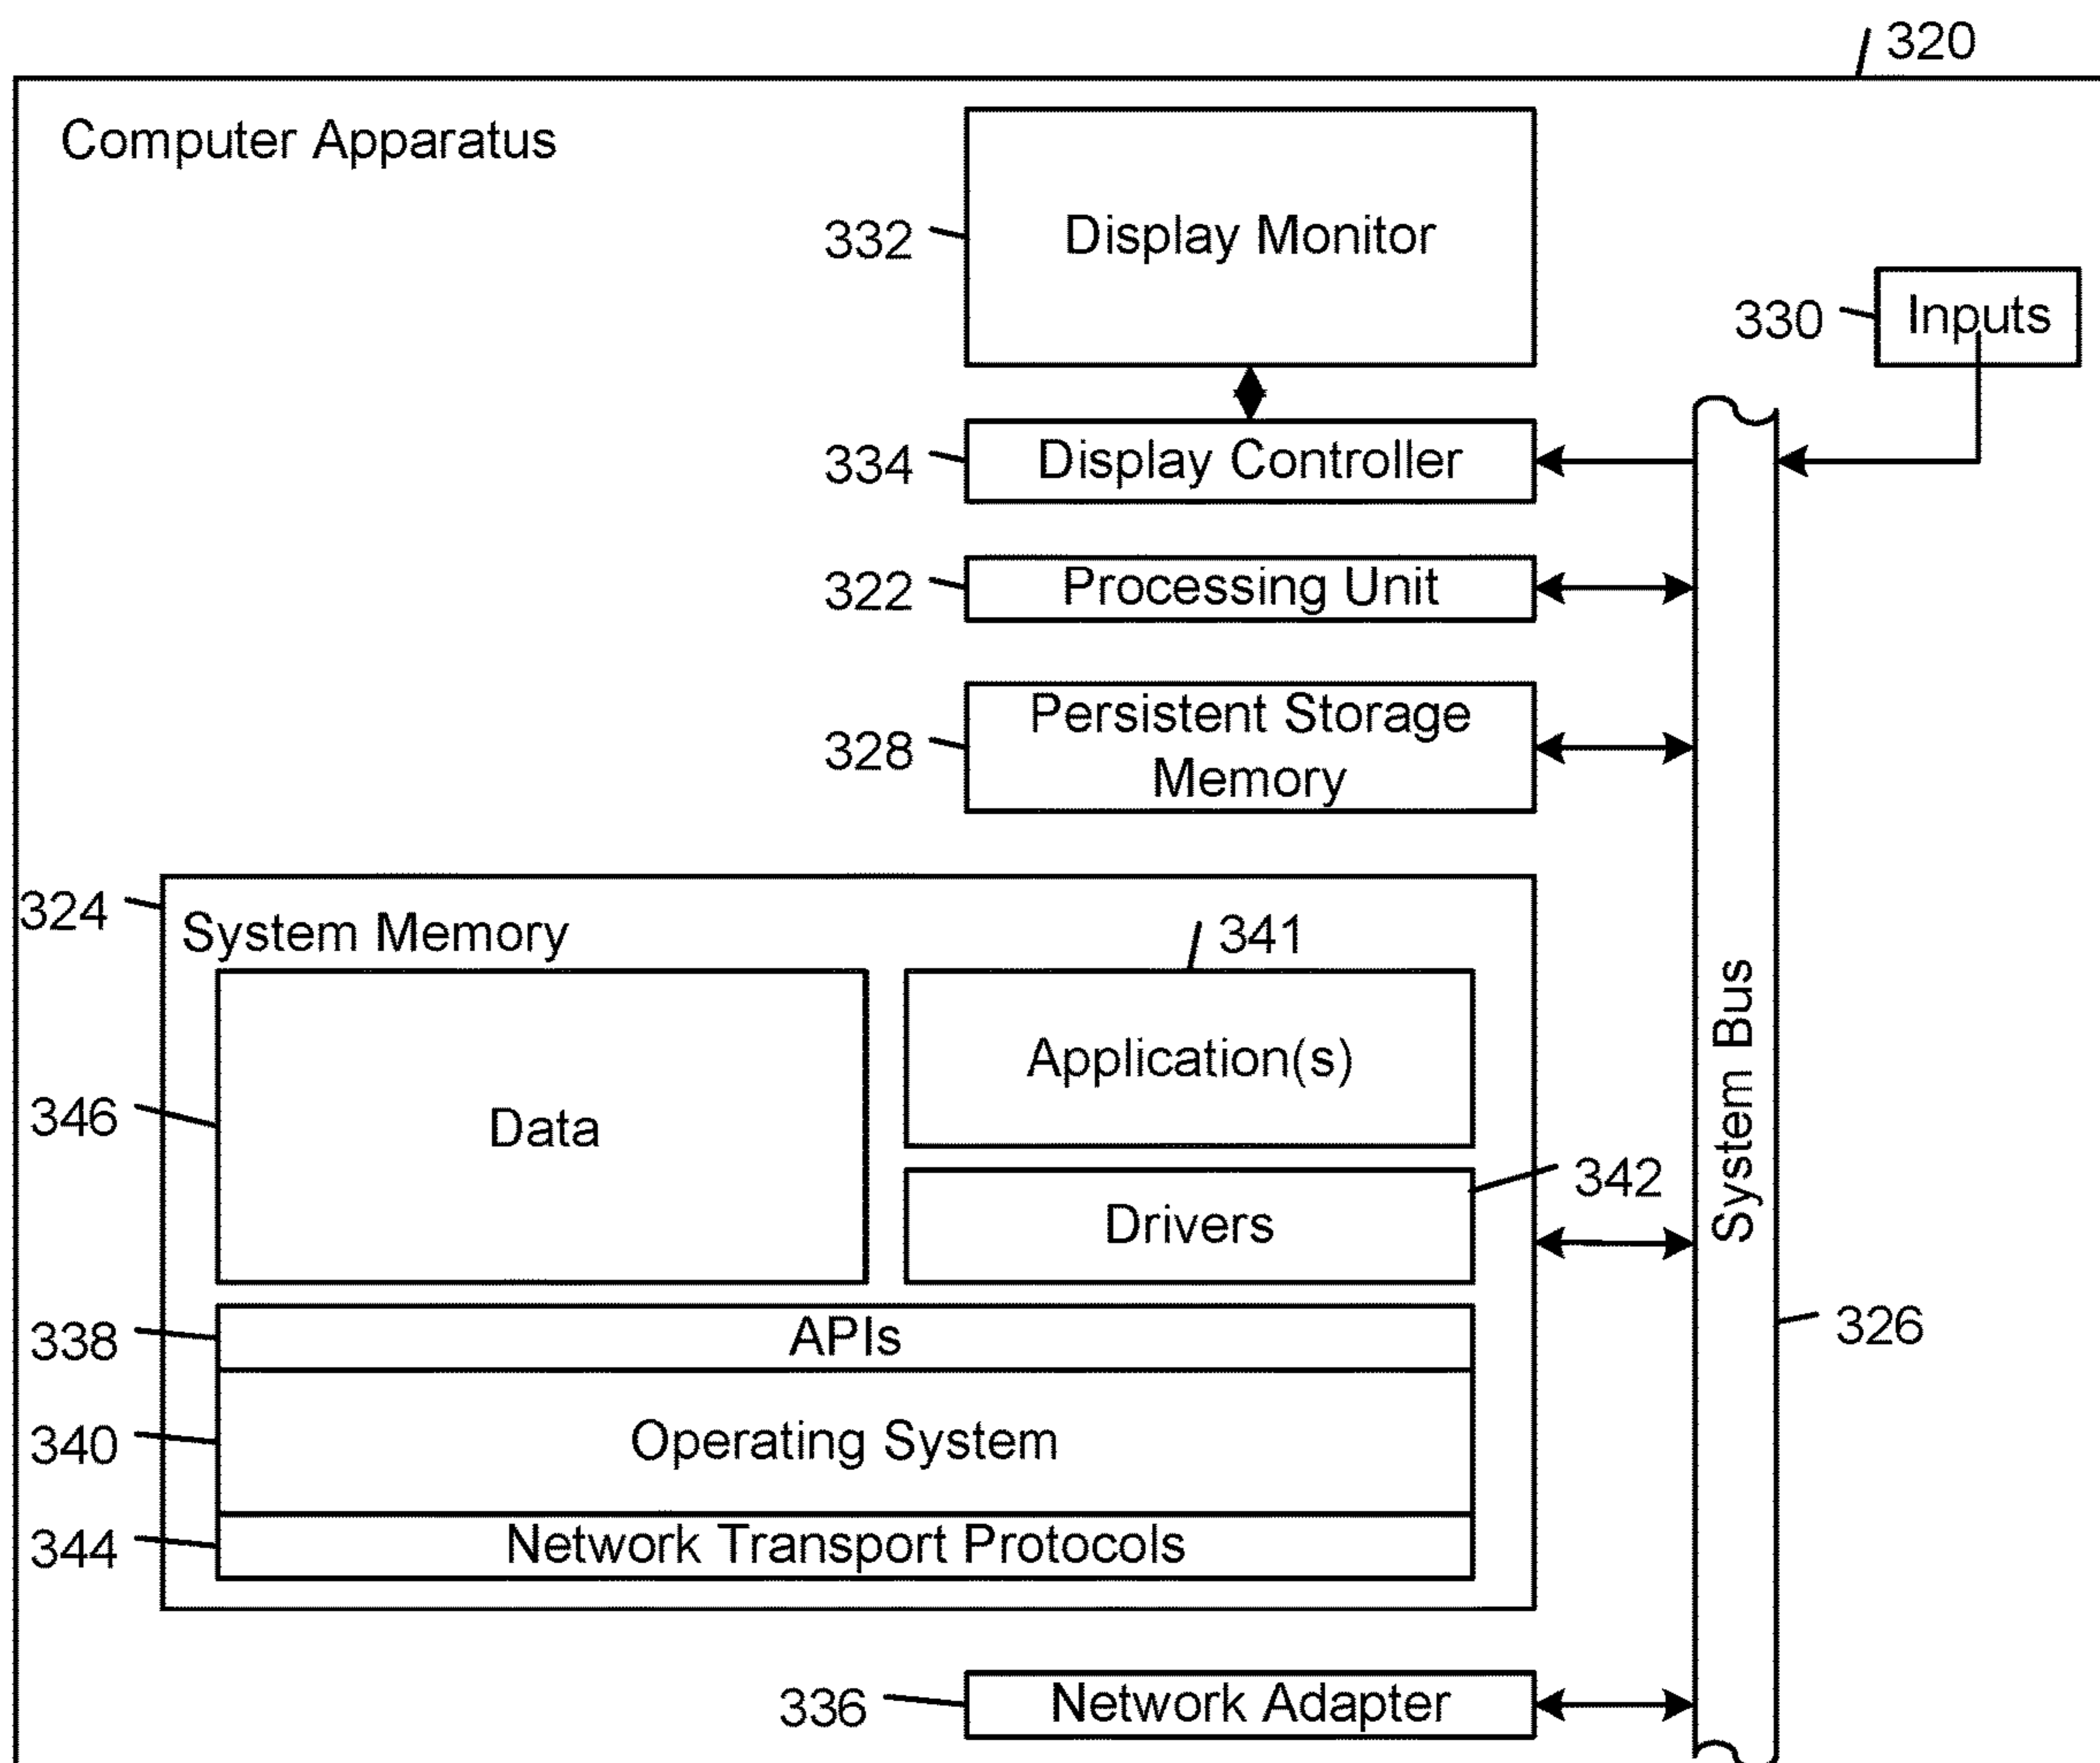 320
Computer Apparatus
332
Display Monitor
330
Inputs
334
Display Controller
322
Processing Unit
328
Persistent Storage
Memory
324
System Memory
341
Application(s)
346
Data
342
Drivers
System Bus
326
338
APIs
340
Operating System
344
Network Transport Protocols
336
Network Adapter